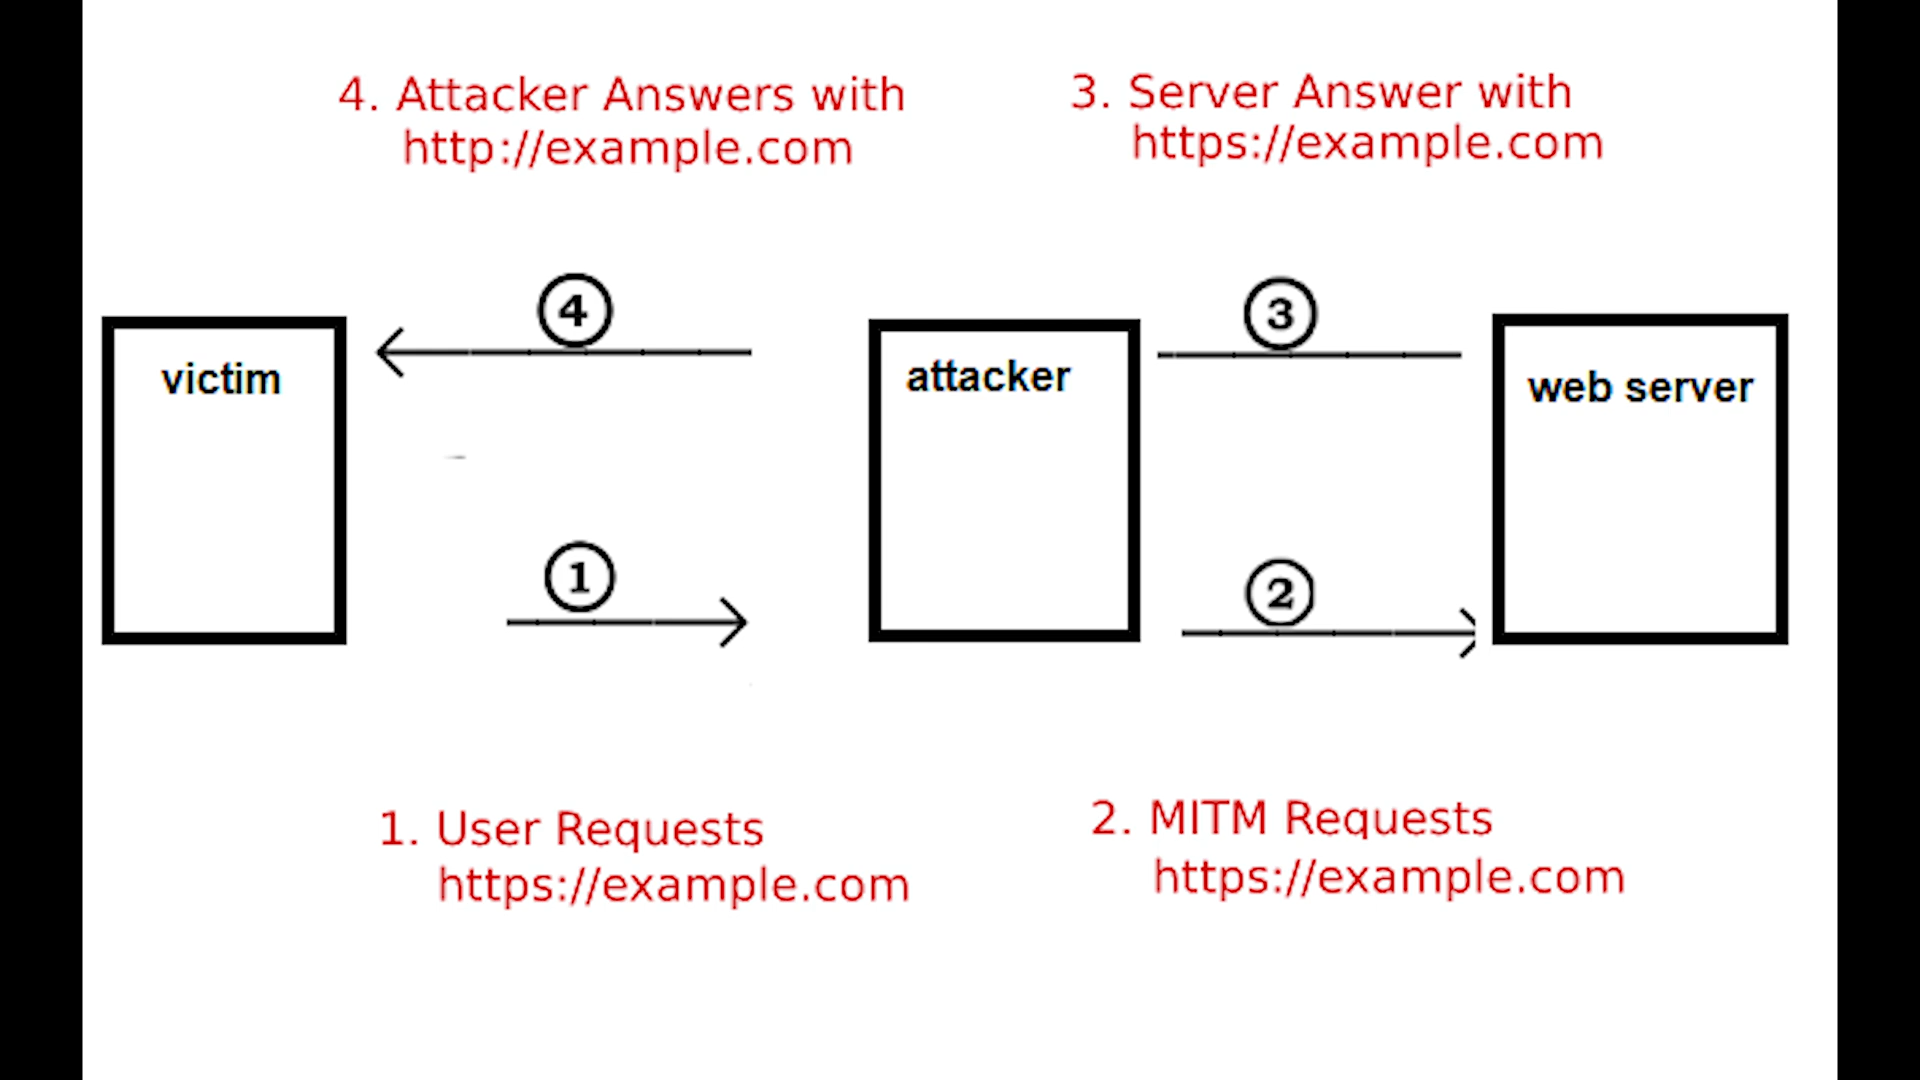 4. Attacker Answers with
http://example.com
3. Server Answer with
https://example.com
4
3
victim
attacker
web server
1
2
1. User Requests
https://example.com
2. MITM Requests
https://example.com